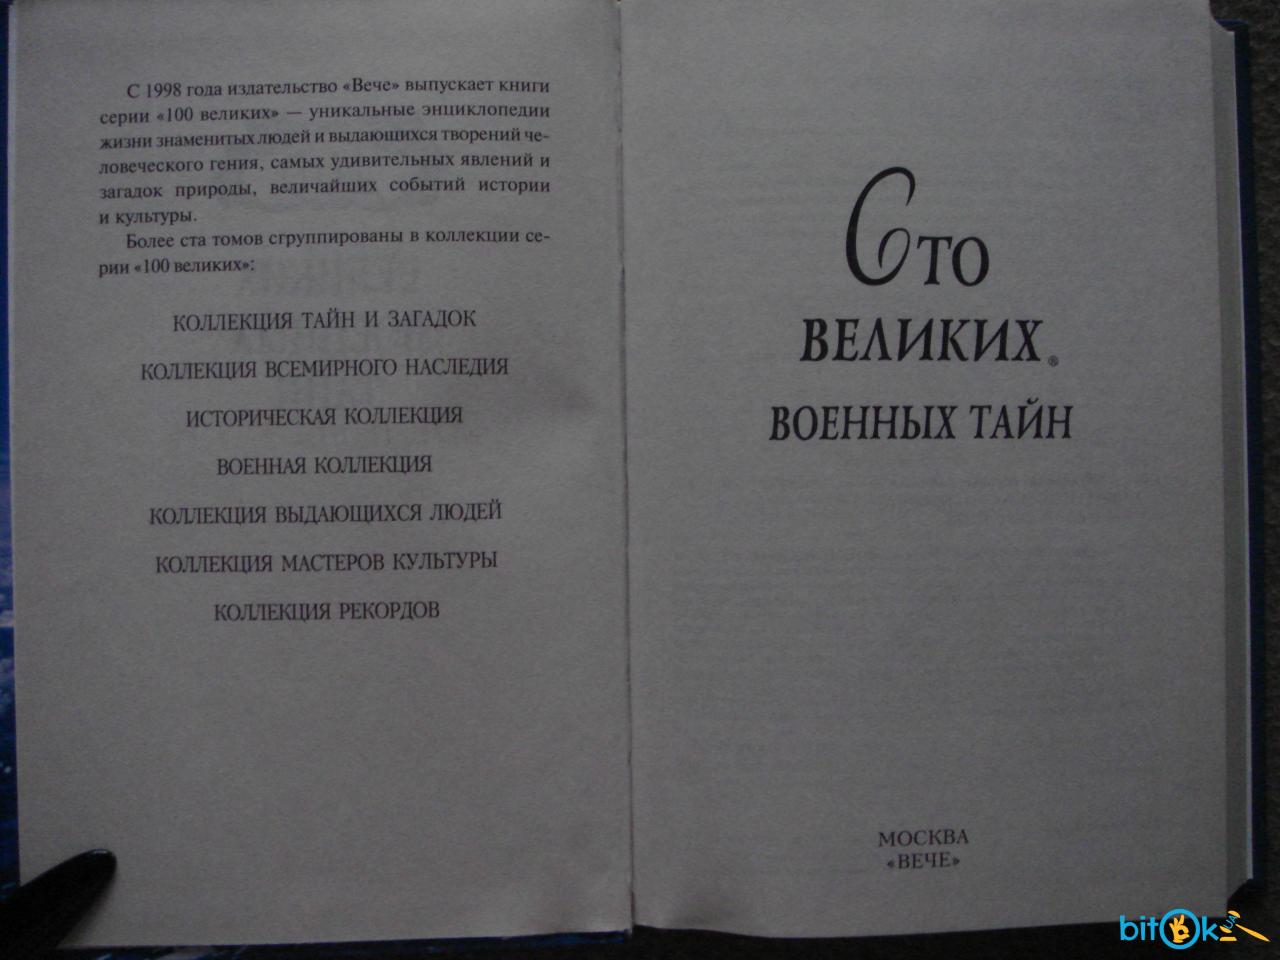 С 1998 года издательство «Вече» выпускает книги
серии «100 великих» — уникальные энциклопедии
жизни знаменитых людей и выдающихся творений че-
ловеческого гения, самых удивительных явлений и
загадок природы, величайших событий истории
и культуры.
Более ста томов сгруппированы в коллекции се-
рии «100 великих»:
КОЛЛЕКЦИЯ ТАЙН И ЗАГАДОК
КОЛЛЕКЦИЯ ВСЕМИРНОГО НАСЛЕДИЯ
ИСТОРИЧЕСКАЯ КОЛЛЕКЦИЯ
ВОЕННАЯ КОЛЛЕКЦИЯ
КОЛЛЕКЦИЯ ВЫДАЮЩИХСЯ ЛЮДЕЙ
КОЛЛЕКЦИЯ МАСТЕРОВ КУЛЬТУРЫ
КОЛЛЕКЦИЯ РЕКОРДОВ
СТО
ВЕЛИКИХ®
ВОЕННЫХ ТАЙН
МОСКВА
«ВЕЧЕ»
bitOk UA